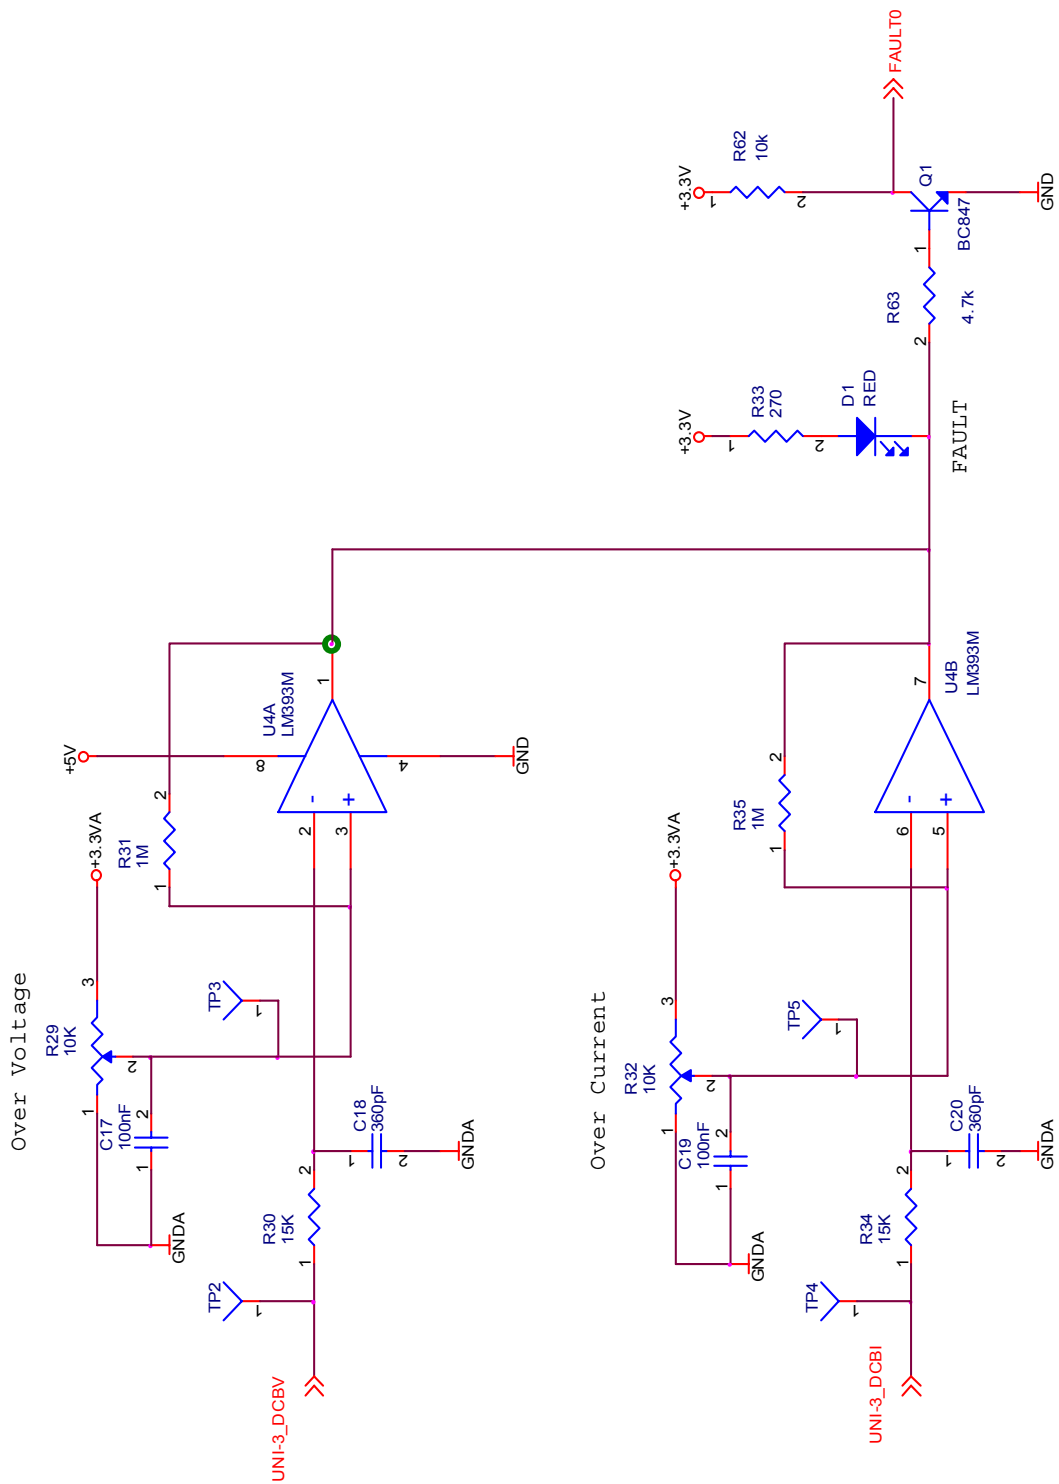 Over Voltage
R29
10K
3
1
2
+3.3VA
C17
100nF
2
1
GNDA
TP3
1
R31
1M
1
2
+5V
U4A
LM393M
8
4
1
2
3
-
+
GND
R30
15K
1
2
C18
360pF
1
2
GNDA
TP2
1
UNI-3_DCBV
Over Current
R32
10K
3
1
2
+3.3VA
C19
100nF
2
1
GNDA
TP5
1
R35
1M
1
2
U4B
LM393M
7
6
5
-
+
R34
15K
1
2
C20
360pF
1
2
GNDA
TP4
1
UNI-3_DCBI
+3.3V
1
R33
270
2
D1
RED
FAULT
+3.3V
1
R62
10k
2
R63
4.7k
2
1
Q1
BC847
GND
FAULT0